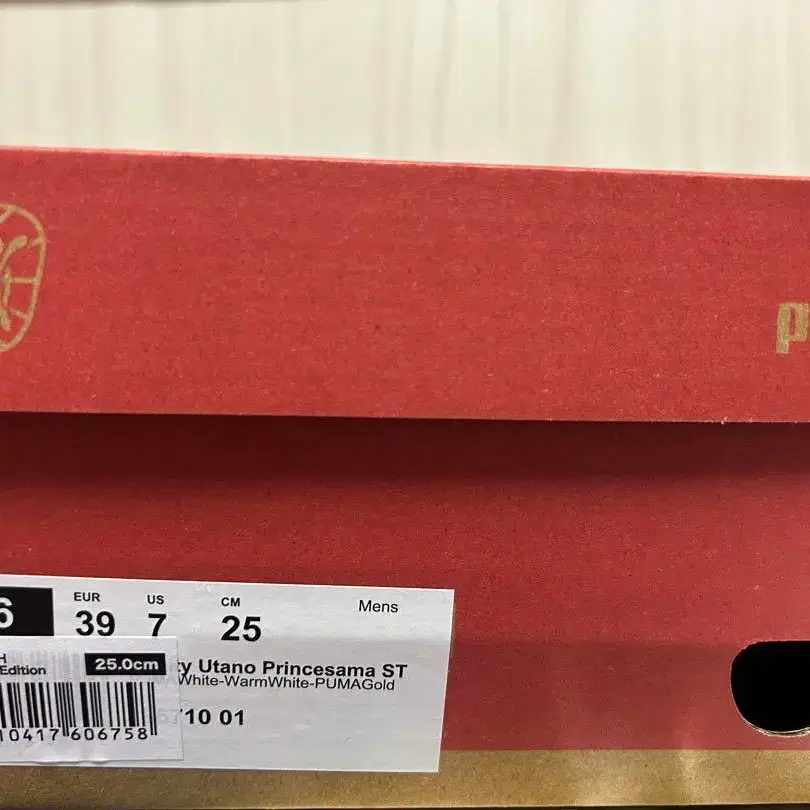 P
6
EUR
39
US
7
CM
25
Mens
ty Utano Princesama ST
White-WarmWhite-PUMAGold
710 01
H
Edition
25.0cm
10417 606758